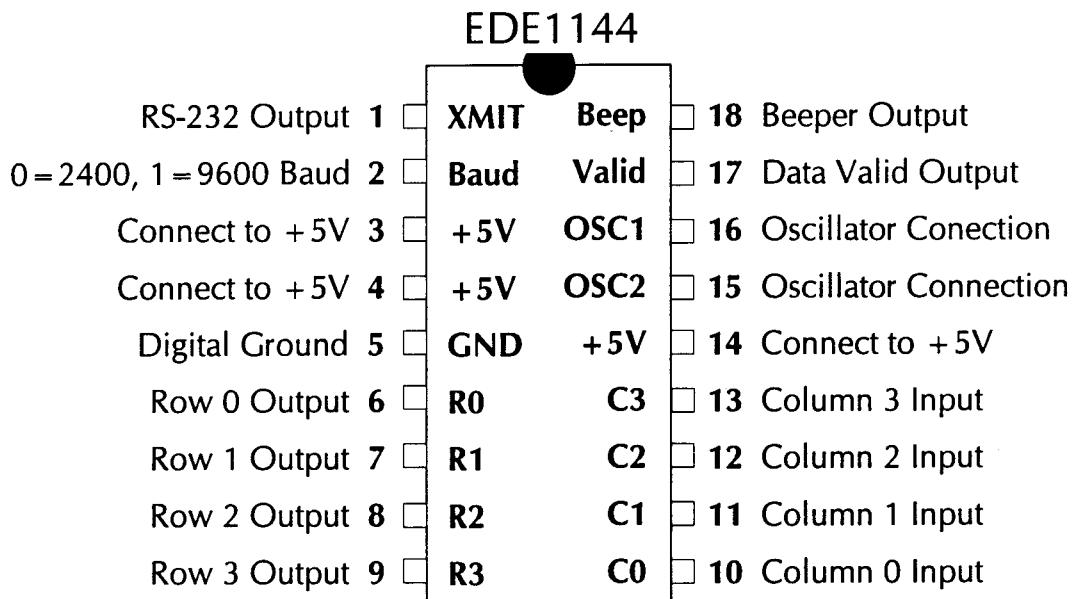 EDE1144
RS-232 Output 1 XMIT Beep 18 Beeper Output
0=2400, 1=9600 Baud 2 Baud Valid 17 Data Valid Output
Connect to +5V 3 +5V OSC1 16 Oscillator Conection
Connect to +5V 4 +5V OSC2 15 Oscillator Connection
Digital Ground 5 GND +5V 14 Connect to +5V
Row 0 Output 6 R0 C3 13 Column 3 Input
Row 1 Output 7 R1 C2 12 Column 2 Input
Row 2 Output 8 R2 C1 11 Column 1 Input
Row 3 Output 9 R3 C0 10 Column 0 Input